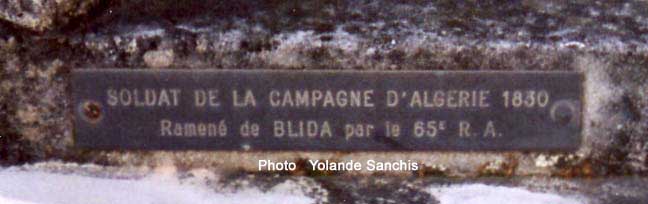 SOLDAT DE LA CAMPAGNE D'ALGERIE 1830
Ramené de BLIDA par le 65E R.A.
Photo Yolande Sanchis